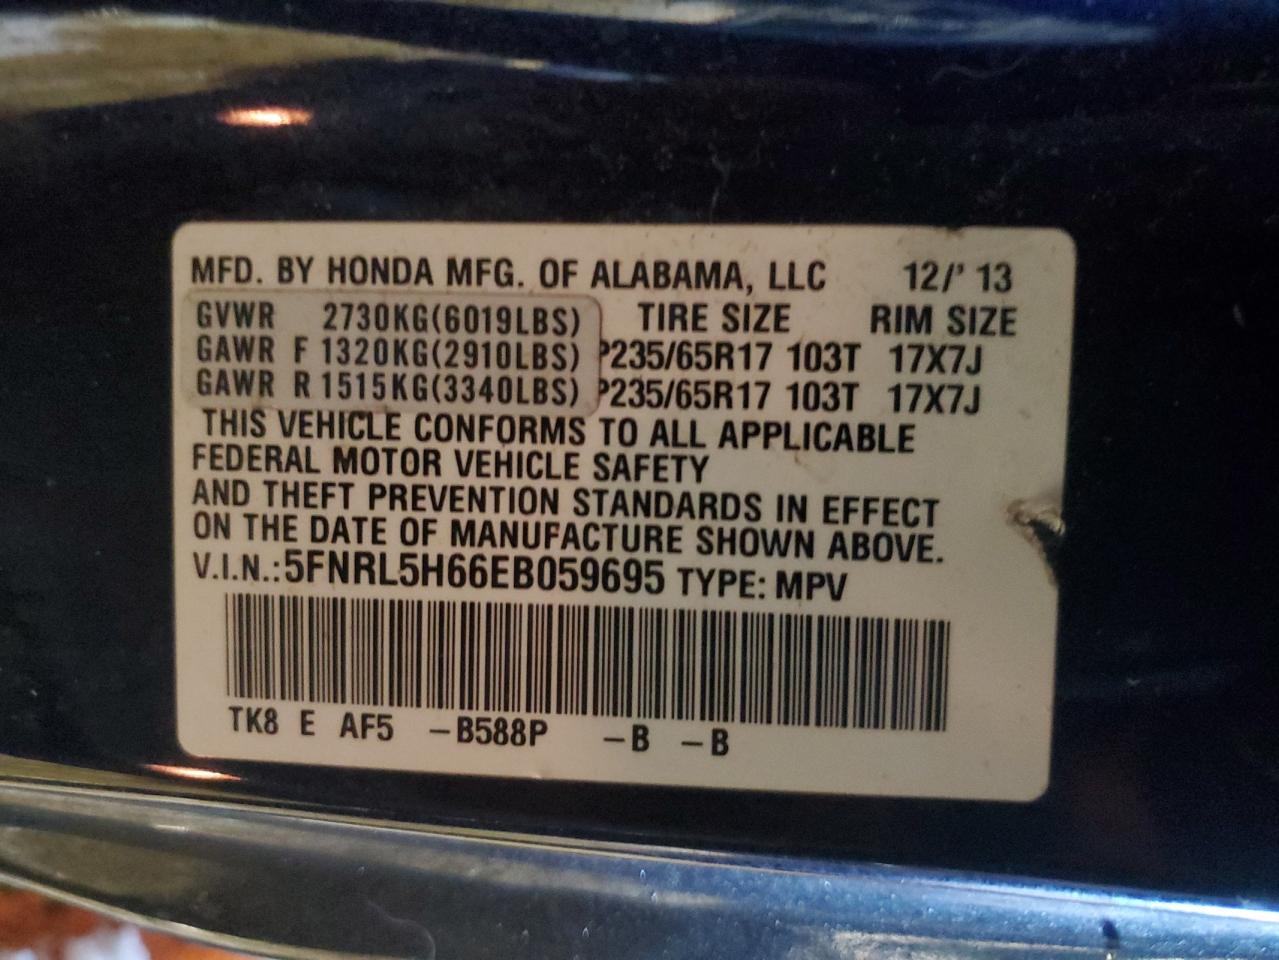 MFD. BY HONDA MFG. OF ALABAMA, LLC 12/' 13
GVWR 2730KG(6019LBS) TIRE SIZE RIM SIZE
GAWR F 1320KG(2910LBS) P235/65R17 103T 17X7J
GAWR R 1515KG(3340LBS) P235/65R17 103T 17X7J
THIS VEHICLE CONFORMS TO ALL APPLICABLE
FEDERAL MOTOR VEHICLE SAFETY
AND THEFT PREVENTION STANDARDS IN EFFECT
ON THE DATE OF MANUFACTURE SHOWN ABOVE.
V.I.N.:5FNRL5H66EB059695 TYPE: MPV
TK8 E AF5 -B588P -B -B